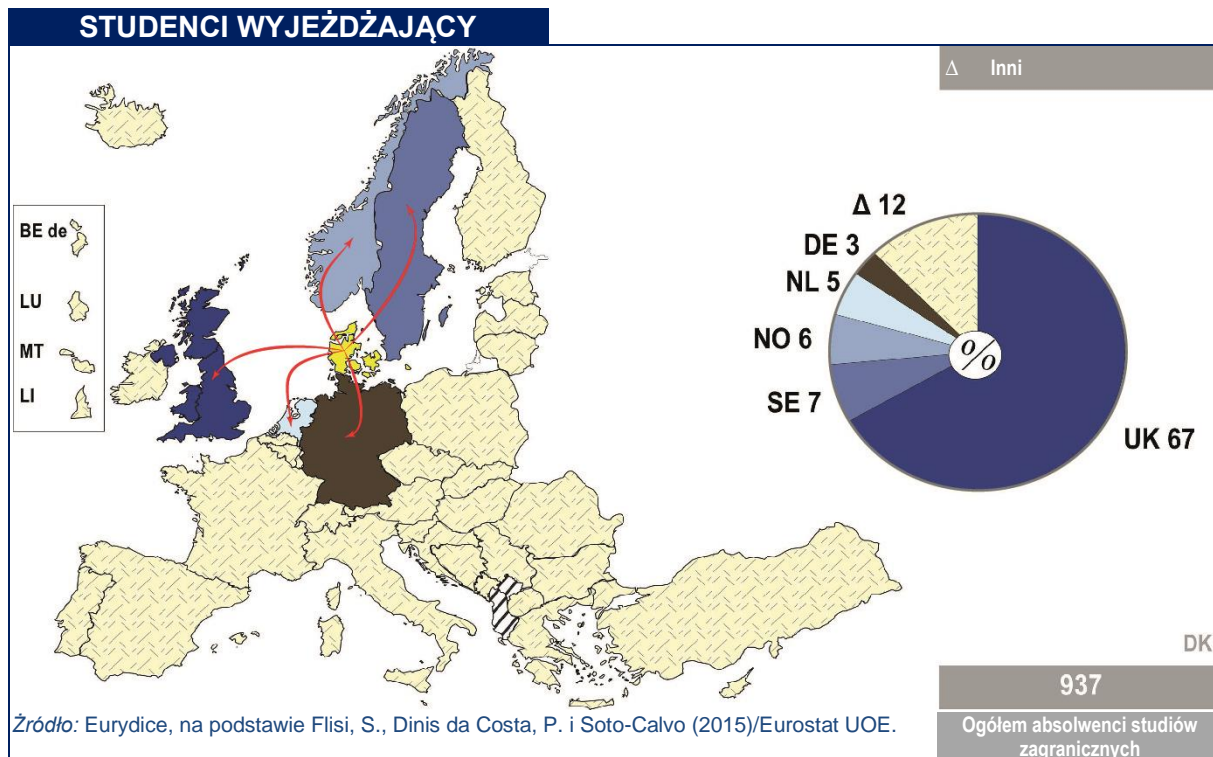 STUDENCI WYJEŻDŻAJĄCY
Δ Inni
BE de
LU
MT
LI
Δ 12
DE 3
NL 5
NO 6
SE 7
UK 67
%
DK
937
Ogółem absolwenci studiów
zagranicznych
Źródło: Eurydice, na podstawie Flisi, S., Dinis da Costa, P. i Soto-Calvo (2015)/Eurostat UOE.